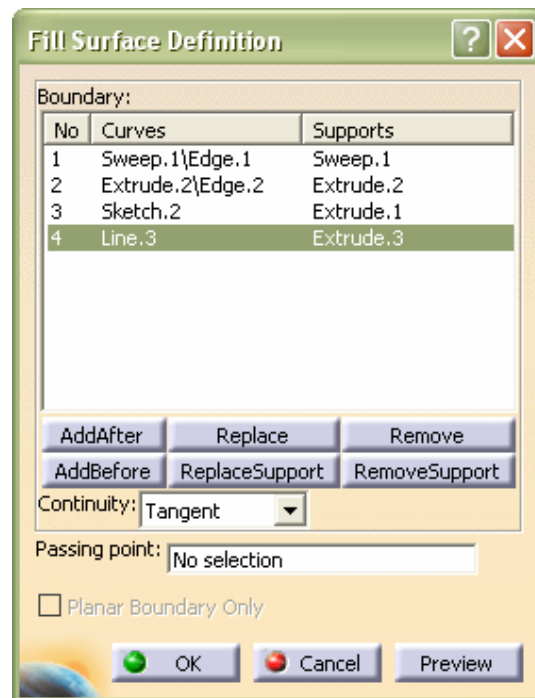 Fill Surface Definition
Boundary:
No Curves Supports
1 Sweep.1\Edge.1 Sweep.1
2 Extrude.2\Edge.2 Extrude.2
3 Sketch.2 Extrude.1
4 Line.3 Extrude.3
AddAfter Replace Remove
AddBefore ReplaceSupport RemoveSupport
Continuity: Tangent
Passing point: No selection
Planar Boundary Only
OK Cancel Preview